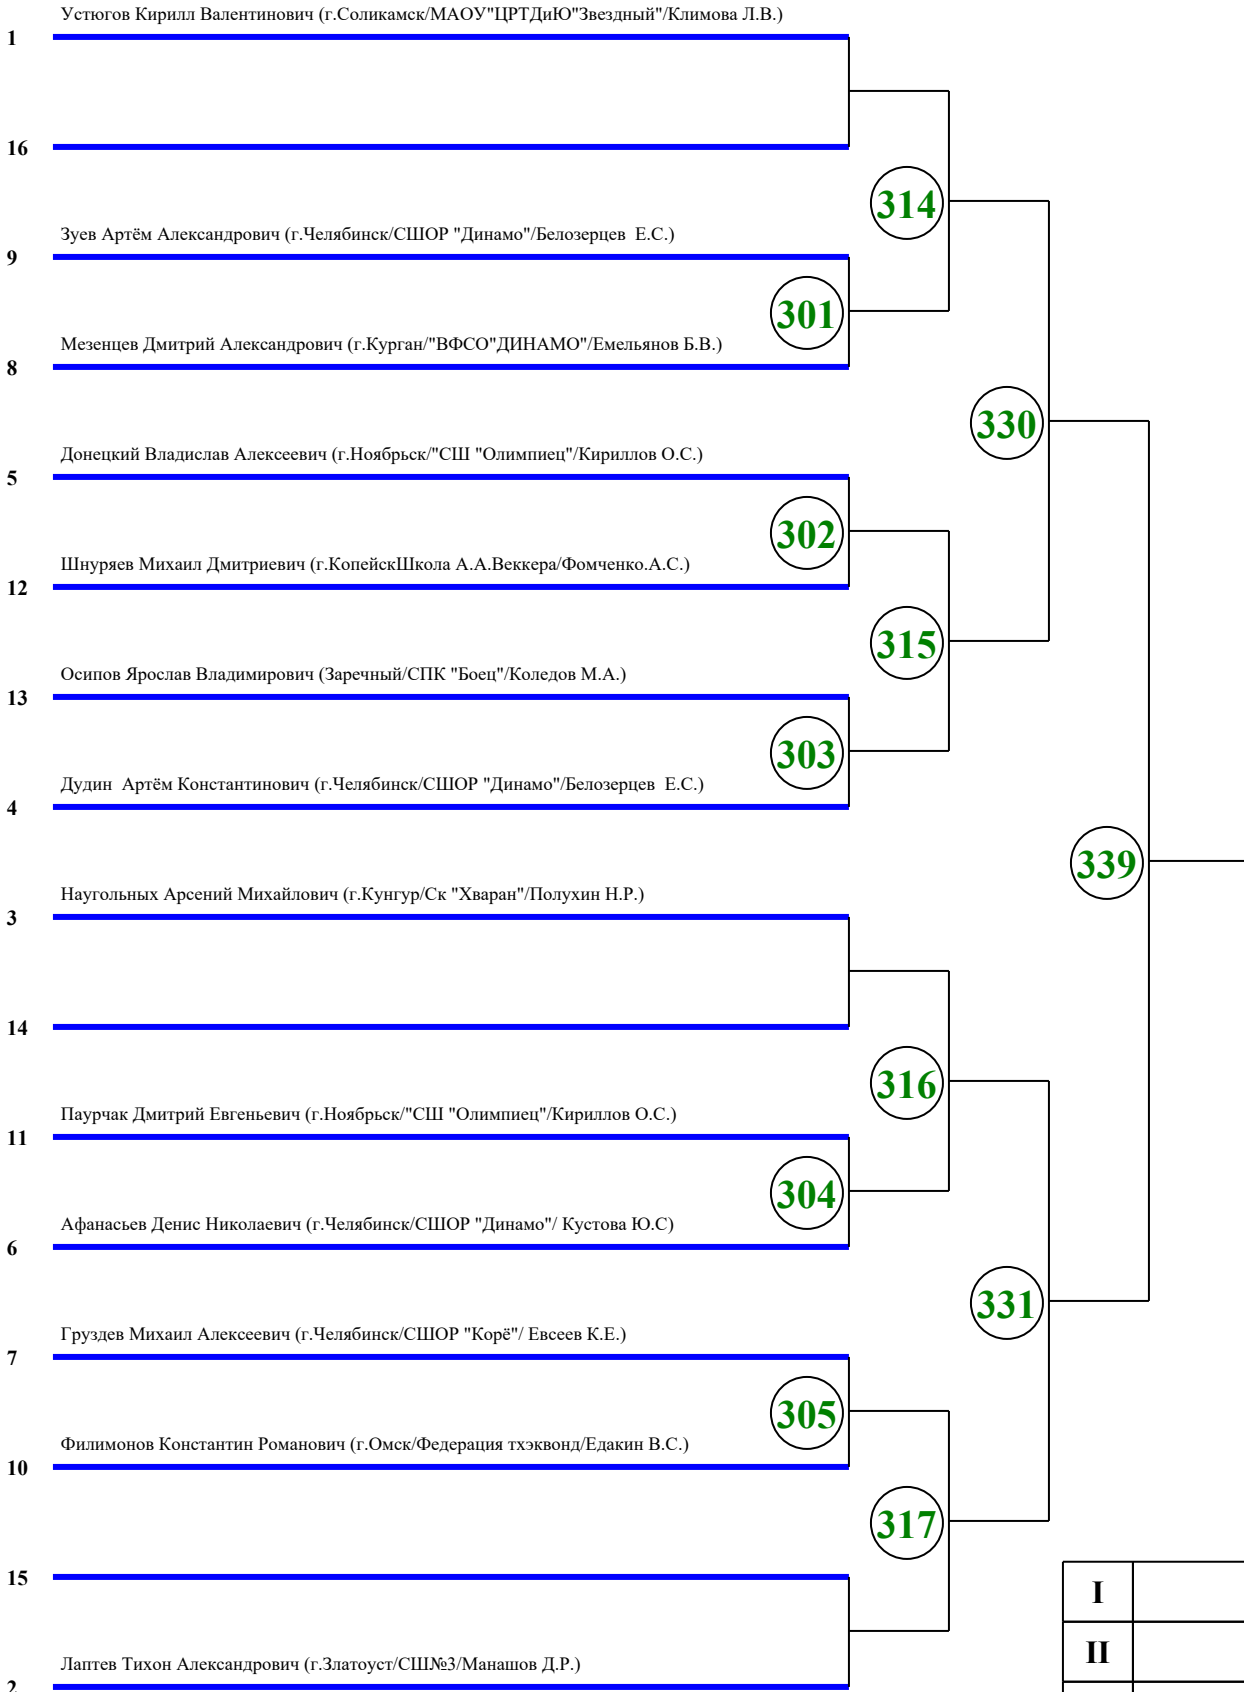 Устюгов Кирилл Валентинович (г.Соликамск/МАОУ"ЦРТДиЮ"Звездный"/Климова Л.В.)
1
16
314
Зуев Артём Александрович (г.Челябинск/СШОР "Динамо"/Белозерцев  Е.С.)
9
301
Мезенцев Дмитрий Александрович (г.Курган/"ВФСО"ДИНАМО"/Емельянов Б.В.)
8
330
Донецкий Владислав Алексеевич (г.Ноябрьск/"СШ "Олимпиец"/Кириллов О.С.)
5
302
Шнуряев Михаил Дмитриевич (г.КопейскШкола А.А.Веккера/Фомченко.А.С.)
12
315
Осипов Ярослав Владимирович (Заречный/СПК "Боец"/Коледов М.А.)
13
303
Дудин  Артём Константинович (г.Челябинск/СШОР "Динамо"/Белозерцев  Е.С.)
4
339
Наугольных Арсений Михайлович (г.Кунгур/Ск "Хваран"/Полухин Н.Р.)
3
14
316
Паурчак Дмитрий Евгеньевич (г.Ноябрьск/"СШ "Олимпиец"/Кириллов О.С.)
11
304
Афанасьев Денис Николаевич (г.Челябинск/СШОР "Динамо"/ Кустова Ю.С)
6
331
Груздев Михаил Алексеевич (г.Челябинск/СШОР "Корё"/ Евсеев К.Е.)
7
305
Филимонов Константин Романович (г.Омск/Федерация тхэквонд/Едакин В.С.)
10
317
15
I
II
Лаптев Тихон Александрович (г.Златоуст/СШ№3/Манашов Д.Р.)
2